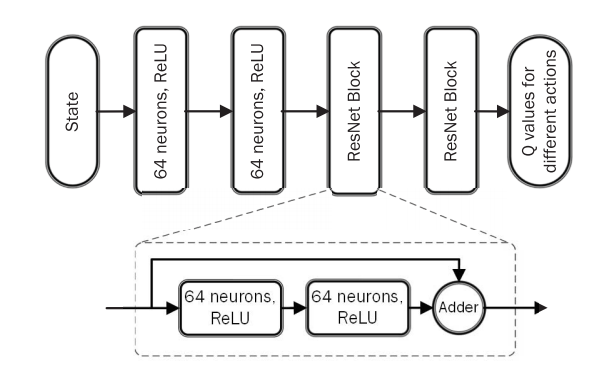 State
64 neurons, ReLU
64 neurons, ReLU
ResNet Block
ResNet Block
Q values for
different actions
64 neurons,
ReLU
64 neurons,
ReLU
Adder